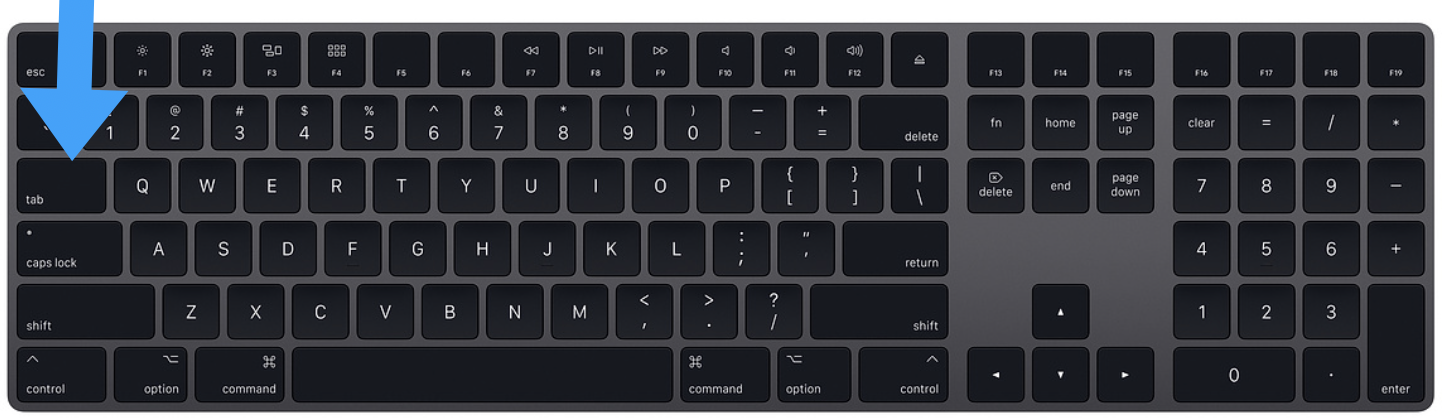 esc F1 F2 F3 F4 F5 F6 F7 F8 F9 F10 F11 F12 F13 F14 F15 F16 F17 F18 F19
` 1 @ 2 # 3 $ 4 % 5 ^ 6 & 7 * 8 ( 9 ) 0 — - + = delete fn home page up clear = / *
tab Q W E R T Y U I O P { [ } ] | \ delete end page down 7 8 9 −
caps lock A S D F G H J K L : ; " ' return 4 5 6 +
shift Z X C V B N M < , > . ? / shift 1 2 3
control option ⌘ command ⌘ command option control 0 . enter